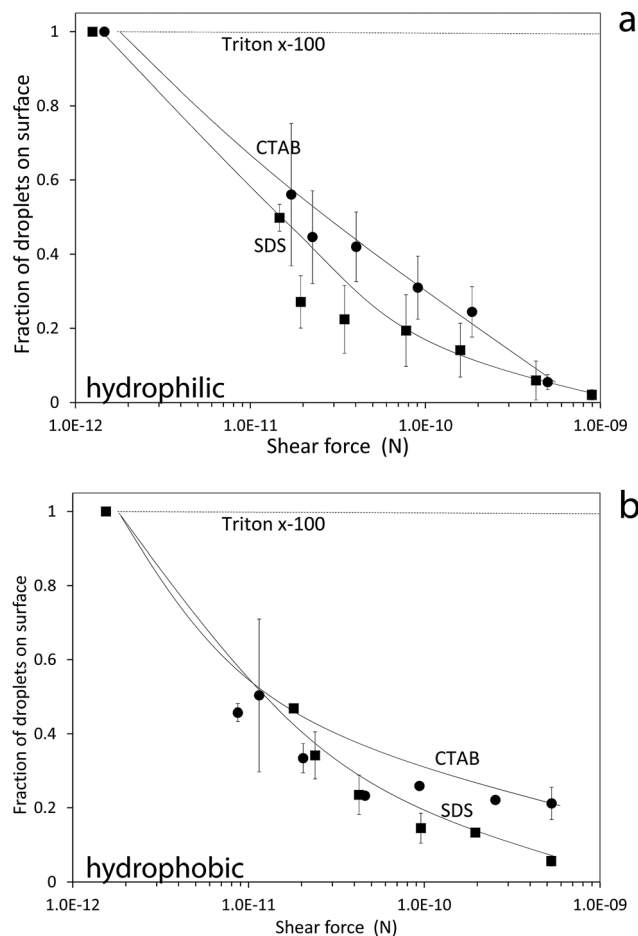 a
Fraction of droplets on surface
1
0.8
0.6
0.4
0.2
0
Triton x-100
CTAB
SDS
hydrophilic
1.0E-12
1.0E-11
1.0E-10
1.0E-09
Shear force (N)
b
Fraction of droplets on surface
1
0.8
0.6
0.4
0.2
0
Triton x-100
CTAB
SDS
hydrophobic
1.0E-12
1.0E-11
1.0E-10
1.0E-09
Shear force (N)